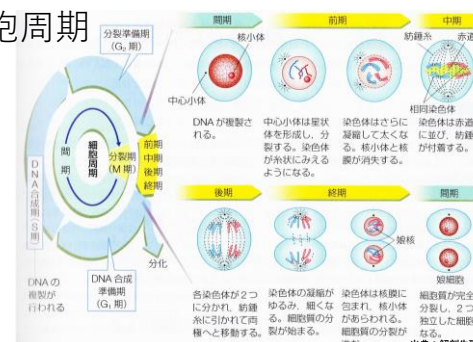 胞周期
分裂準備期
(G₂ 期)
間
期
細胞周期
分裂期
(M 期)
前期
中期
後期
終期
DNA合成期(S期)
DNAの
複製が
行われる
DNA 合成
準備期
(G₁ 期)
分化
間期
前期
中期
核小体
中心小体
紡錘糸
赤道
相同染色体
DNA が複製さ
れる。
中心小体は星状
体を形成し、分
裂する。染色体
が糸状にみえる
ようになる。
染色体はさらに
凝縮して太くな
る。核小体と核
膜が消失する。
染色体は赤道
に並び、紡錘
が付着する。
後期
終期
間期
娘核
娘細胞
各染色体が2つ
に分かれ、紡錘
糸に引かれて両
極へと移動する。
染色体の凝縮が
ゆるみ、細くな
る。細胞質の分
裂が始まる。
染色体は核膜に
包まれ、核小体
があらわれる。
細胞質の分裂が
細胞質が完全
分裂し、2つ
独立した細胞
なる。